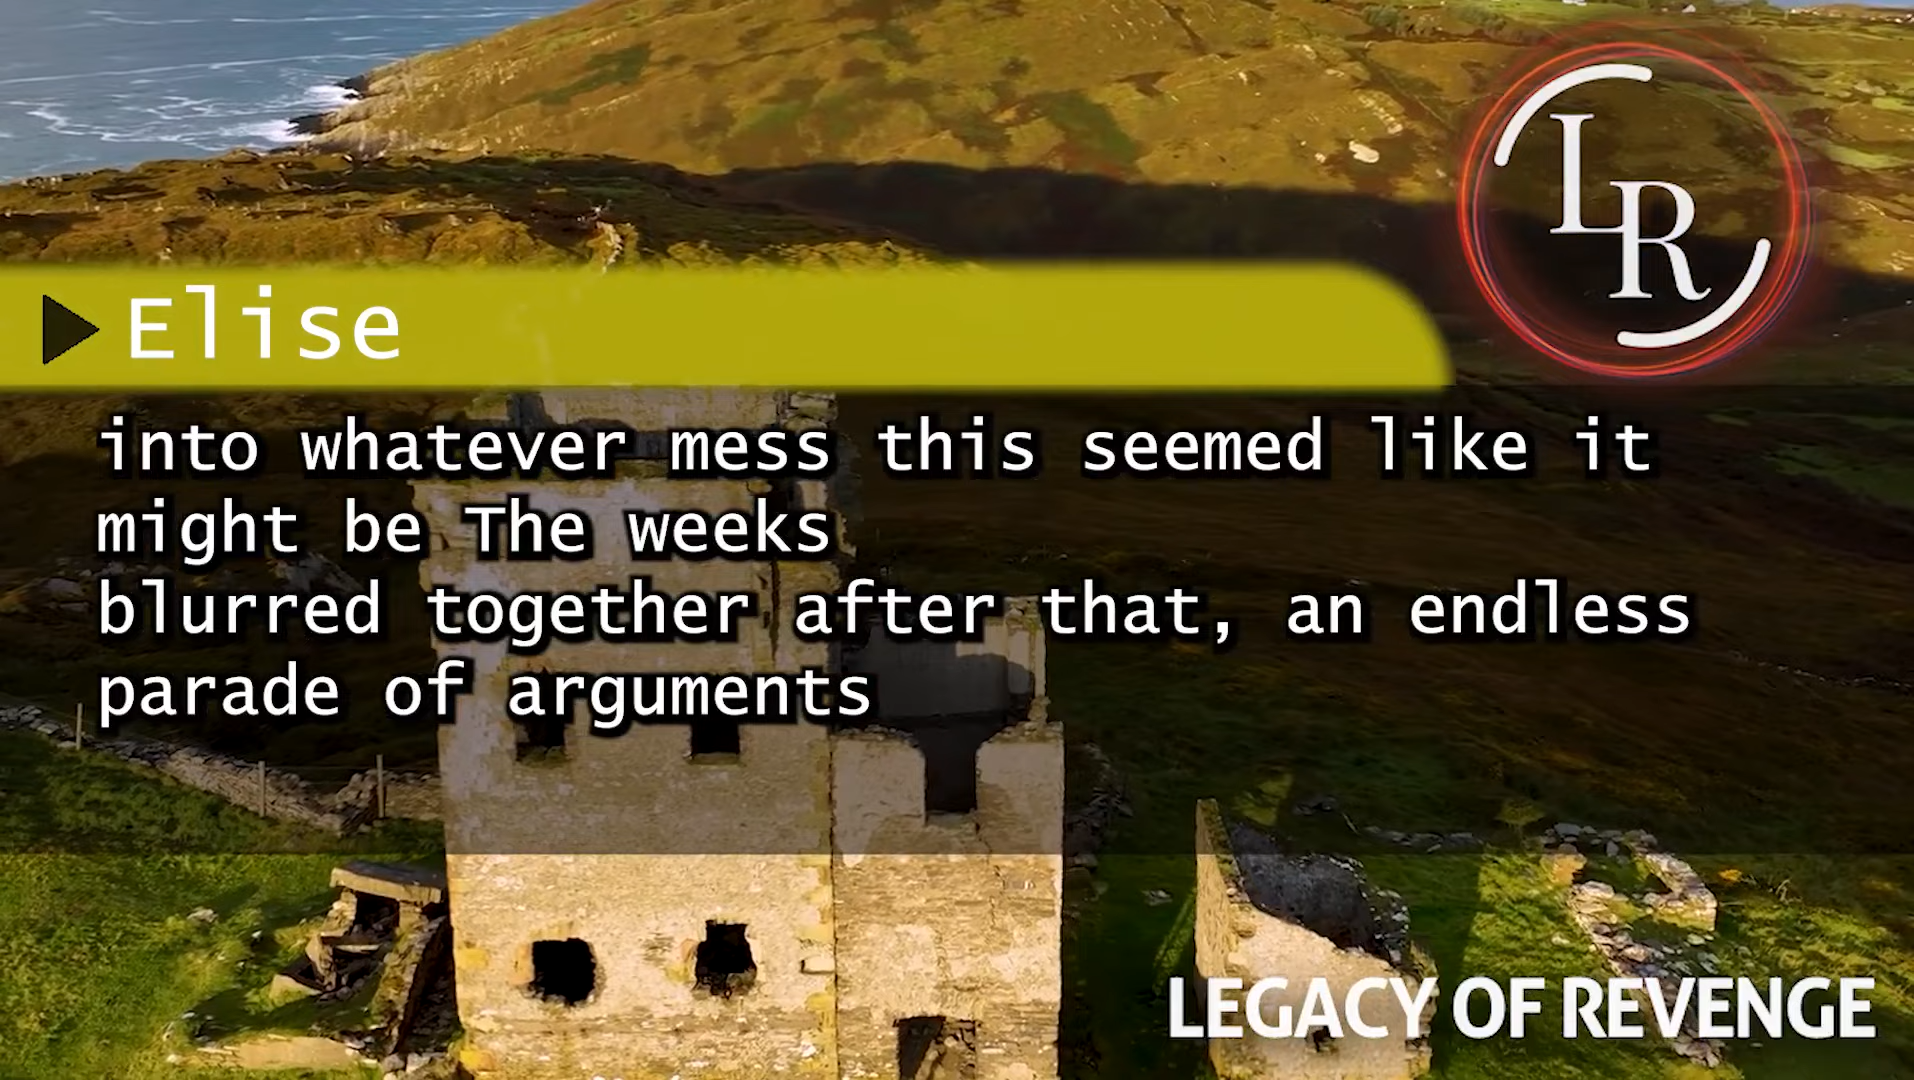 LR
Elise
into whatever mess this seemed like it
might be The weeks
blurred together after that, an endless
parade of arguments
LEGACY OF REVENGE